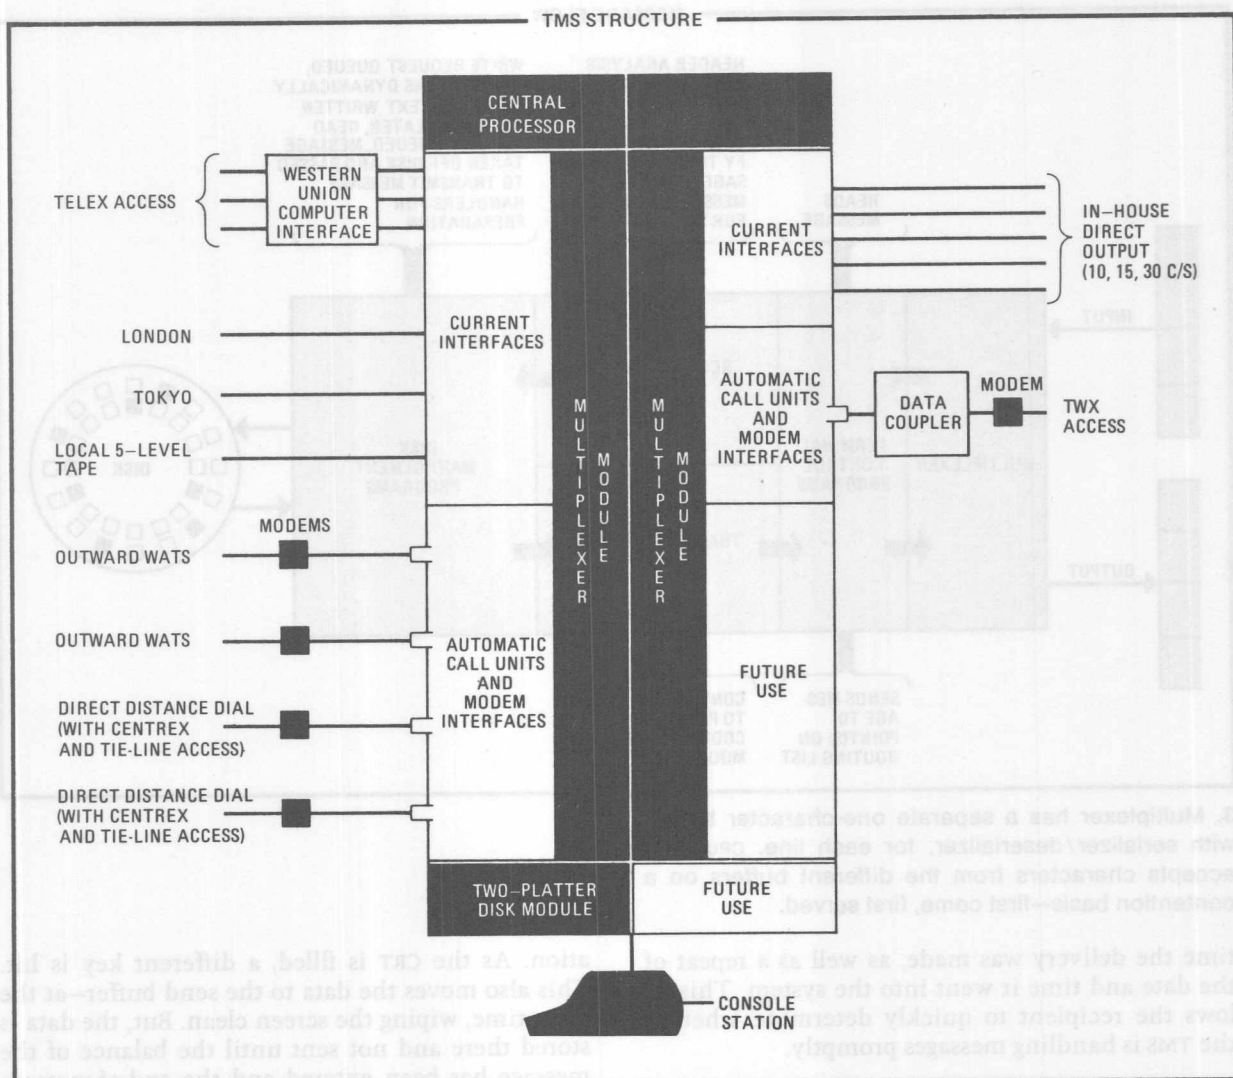 TMS STRUCTURE
CENTRAL
PROCESSOR
TELEX ACCESS
WESTERN
UNION
COMPUTER
INTERFACE
CURRENT
INTERFACES
IN-HOUSE
DIRECT
OUTPUT
(10, 15, 30 C/S)
LONDON
CURRENT
INTERFACES
TOKYO
LOCAL 5-LEVEL
TAPE
MULTIPLEXER
MODULE
MULTIPLEXER
MODULE
AUTOMATIC
CALL UNITS
AND
MODEM
INTERFACES
DATA
COUPLER
MODEM
TWX
ACCESS
MODEMS
OUTWARD WATS
OUTWARD WATS
AUTOMATIC
CALL UNITS
AND
MODEM
INTERFACES
FUTURE
USE
DIRECT DISTANCE DIAL
(WITH CENTREX
AND TIE-LINE ACCESS)
DIRECT DISTANCE DIAL
(WITH CENTREX
AND TIE-LINE ACCESS)
TWO-PLATTER
DISK MODULE
FUTURE
USE
CONSOLE
STATION